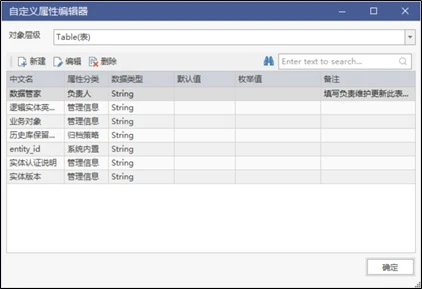 自定义属性编辑器
对象层级 Table(表)
新建 编辑 删除 Enter text to search...
中文名 属性分类 数据类型 默认值 枚举值 备注
数据管家 负责人 String 填写负责维护更新此表...
逻辑实体英... 管理信息 String
业务对象 管理信息 String
历史库保留... 归档策略 String
entity_id 系统内置 String
实体认证说明 管理信息 String
实体版本 管理信息 String
确定